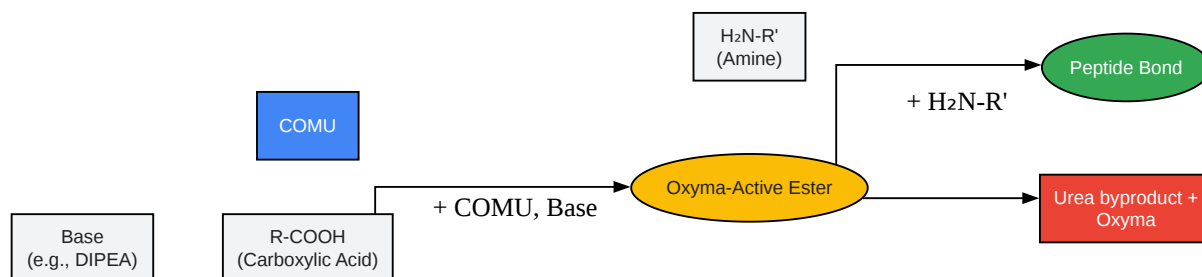 H₂N-R'
(Amine)
Peptide Bond
+ H₂N-R'
COMU
Oxyma-Active Ester
+ COMU, Base
Urea byproduct +
Oxyma
Base
(e.g., DIPEA)
R-COOH
(Carboxylic Acid)